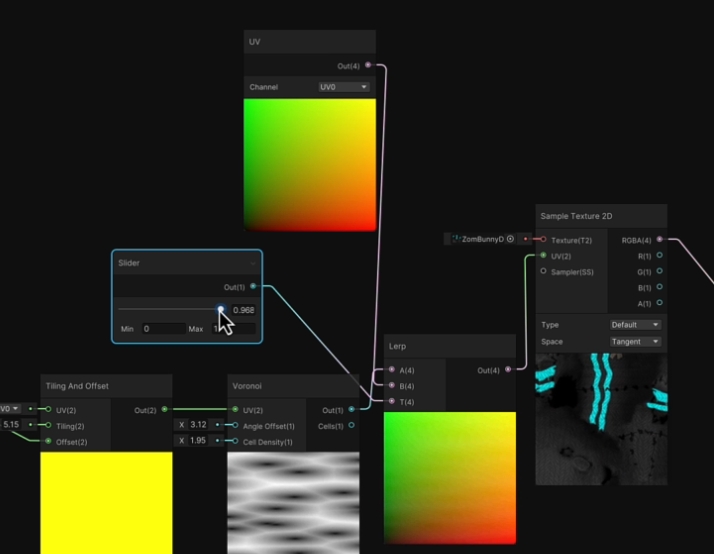 UV
Out(4)
Channel UV0
Slider
Out(1)
0.968
Min 0 Max
Sample Texture 2D
ZomBunnyD
Texture(T2) RGBA(4)
UV(2) R(1)
Sampler(SS) G(1)
B(1)
A(1)
Type Default
Space Tangent
Lerp
A(4) Out(4)
B(4)
T(4)
Tiling And Offset
V0 UV(2) Out(2)
5.15 Tiling(2)
Offset(2)
Voronoi
UV(2) Out(1)
X 3.12 Angle Offset(1) Cells(1)
X 1.95 Cell Density(1)